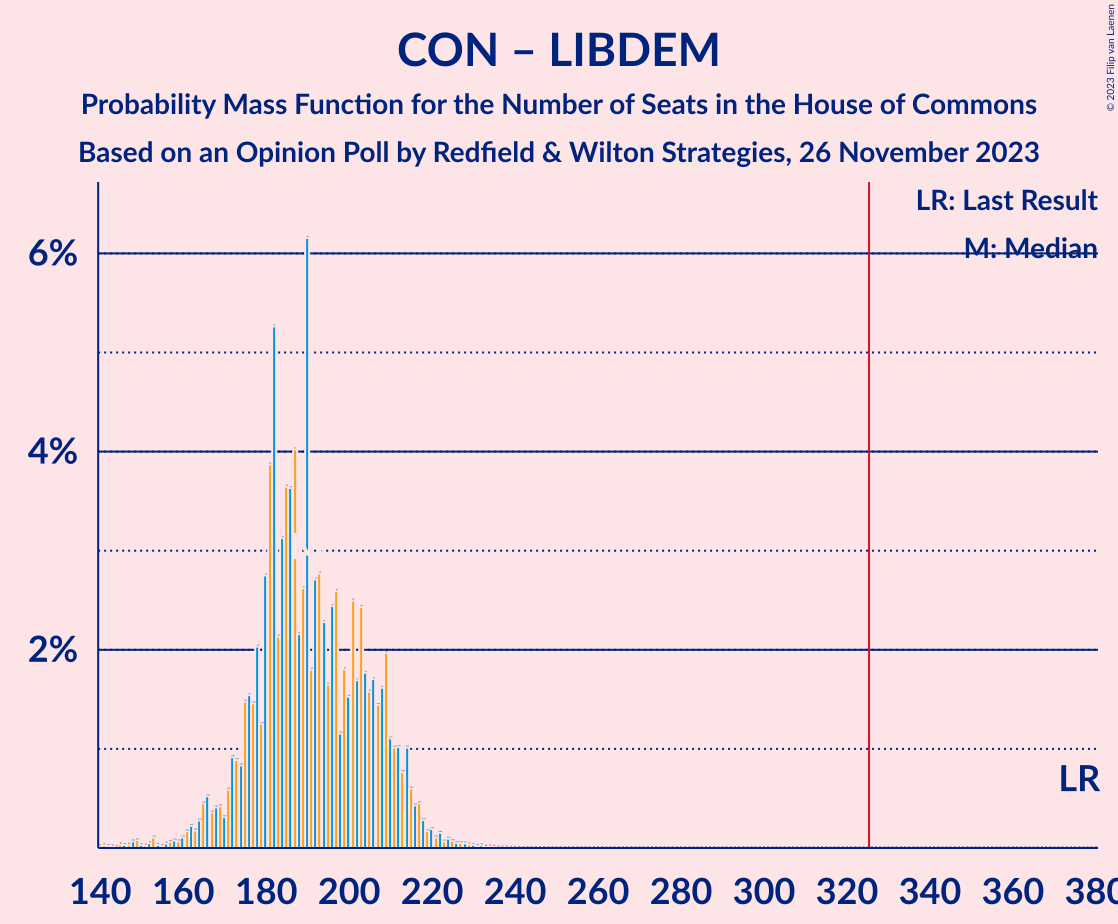 CON – LIBDEM
Probability Mass Function for the Number of Seats in the House of Commons
Based on an Opinion Poll by Redfield & Wilton Strategies, 26 November 2023
© 2023 Filip van Laenen
LR: Last Result
M: Median
6%
4%
2%
LR
140 160 180 200 220 240 260 280 300 320 340 360 380